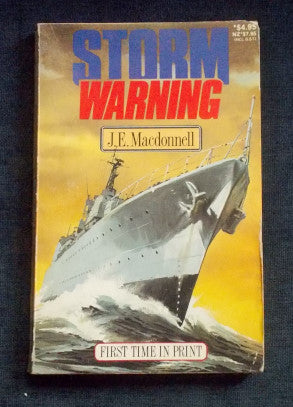 $4.95
NZ $7.95
STORM
WARNING
J.E. Macdonnell
FIRST TIME IN PRINT